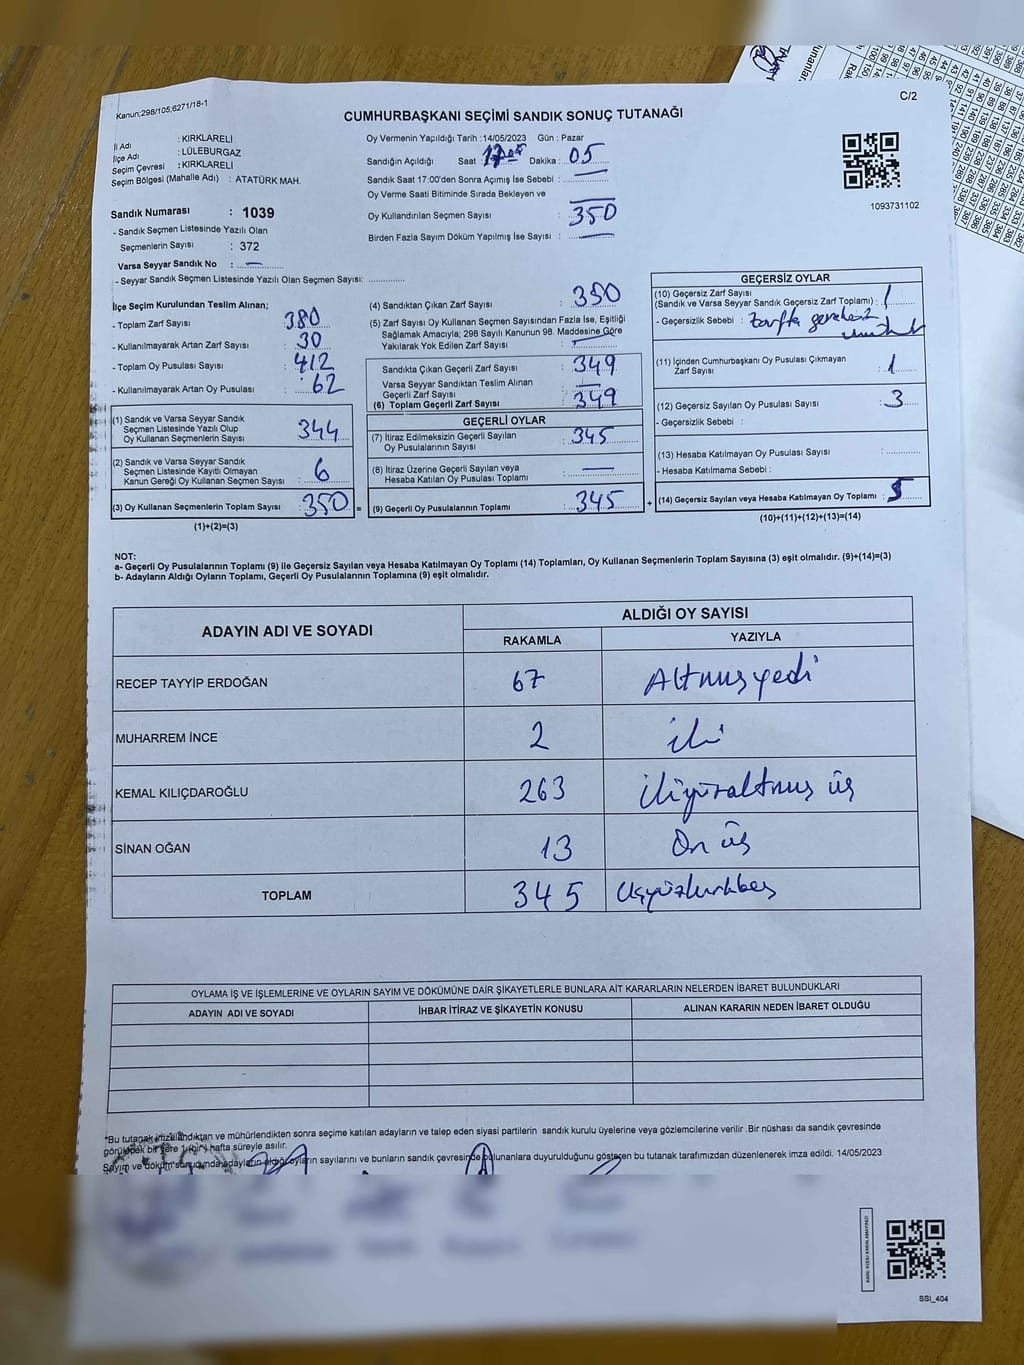 Kanun;298/105,6271/18-1
C/2
CUMHURBAŞKANI SEÇİMİ SANDIK SONUÇ TUTANAĞI
İl Adı : KIRKLARELİ
İlçe Adı : LÜLEBURGAZ
Seçim Çevresi : KIRKLARELİ
Seçim Bölgesi (Mahalle Adı) : ATATÜRK MAH.
Oy Vermenin Yapıldığı Tarih : 14/05/2023 Gün : Pazar
Sandığın Açıldığı Saat : Dakika : 05
Sandık Saat 17:00'den Sonra Açımış İse Sebebi :
Oy Verme Saati Bitiminde Sırada Bekleyen ve
Oy Kullandırılan Seçmen Sayısı : 350
Birden Fazla Sayım Döküm Yapılmış İse Sayısı :
1093731102
Sandık Numarası : 1039
- Sandık Seçmen Listesinde Yazılı Olan
Seçmenlerin Sayısı : 372
Varsa Seyyar Sandık No : —
- Seyyar Sandık Seçmen Listesinde Yazılı Olan Seçmen Sayısı:
İlçe Seçim Kurulundan Teslim Alınan;
- Toplam Zarf Sayısı : 380
- Kullanılmayarak Artan Zarf Sayısı : 30
- Toplam Oy Pusulası Sayısı : 412
- Kullanılmayarak Artan Oy Pusulası : 62
(1) Sandık ve Varsa Seyyar Sandık
Seçmen Listesinde Yazılı Olup
Oy Kullanan Seçmenlerin Sayısı : 344
(2) Sandık ve Varsa Seyyar Sandık
Seçmen Listesinde Kayıtlı Olmayan
Kanun Gereği Oy Kullanan Seçmen Sayısı : 6
(3) Oy Kullanan Seçmenlerin Toplam Sayısı : 350
(1)+(2)=(3)
(4) Sandıktan Çıkan Zarf Sayısı : 350
(5) Zarf Sayısı Oy Kullanan Seçmen Sayısından Fazla İse, Eşitliği
Sağlamak Amacıyla; 298 Sayılı Kanunun 98. Maddesine Göre
Yakılarak Yok Edilen Zarf Sayısı :
Sandıkta Çıkan Geçerli Zarf Sayısı : 349
Varsa Seyyar Sandıktan Teslim Alınan
Geçerli Zarf Sayısı : —
(6) Toplam Geçerli Zarf Sayısı : 349
GEÇERLİ OYLAR
(7) İtiraz Edilmeksizin Geçerli Sayılan
Oy Pusulalarının Sayısı : 345
(8) İtiraz Üzerine Geçerli Sayılan veya
Hesaba Katılan Oy Pusulası Toplamı : —
= (9) Geçerli Oy Pusulalarının Toplamı : 345 +
GEÇERSİZ OYLAR
(10) Geçersiz Zarf Sayısı
(Sandık ve Varsa Seyyar Sandık Geçersiz Zarf Toplamı) : 1
- Geçersizlik Sebebi : zarfta gereksiz
(11) İçinden Cumhurbaşkanı Oy Pusulası Çıkmayan
Zarf Sayısı : 1
(12) Geçersiz Sayılan Oy Pusulası Sayısı : 3
- Geçersizlik Sebebi :
(13) Hesaba Katılmayan Oy Pusulası Sayısı :
- Hesaba Katılmama Sebebi :
(14) Geçersiz Sayılan veya Hesaba Katılmayan Oy Toplamı : 5
(10)+(11)+(12)+(13)=(14)
NOT:
a- Geçerli Oy Pusulalarının Toplamı (9) ile Geçersiz Sayılan veya Hesaba Katılmayan Oy Toplamı (14) Toplamları, Oy Kullanan Seçmenlerin Toplam Sayısına (3) eşit olmalıdır. (9)+(14)=(3)
b- Adayların Aldığı Oyların Toplamı, Geçerli Oy Pusulalarının Toplamına (9) eşit olmalıdır.
ADAYIN ADI VE SOYADI
ALDIĞI OY SAYISI
RAKAMLA YAZIYLA
RECEP TAYYİP ERDOĞAN 67 Altmışyedi
MUHARREM İNCE 2 iki
KEMAL KILIÇDAROĞLU 263 ikiyüzaltmış üç
SİNAN OĞAN 13 On üç
TOPLAM 345 Üçyüzkırkbeş
OYLAMA İŞ VE İŞLEMLERİNE VE OYLARIN SAYIM VE DÖKÜMÜNE DAİR ŞİKAYETLERLE BUNLARA AİT KARARLARIN NELERDEN İBARET BULUNDUKLARI
ADAYIN ADI VE SOYADI İHBAR İTİRAZ VE ŞİKAYETİN KONUSU ALINAN KARARIN NEDEN İBARET OLDUĞU
*Bu tutanak imzalandıktan ve mühürlendikten sonra seçime katılan adayların ve talep eden siyasi partilerin sandık kurulu üyelerine veya gözlemcilerine verilir .Bir nüshası da sandık çevresinde
görülecek bir yere 1 (bir) hafta süreyle asılır.
Sayım ve döküm sonucunda adayların aldığı oyların sayılarını ve bunların sandık çevresinde bulunanlara duyurulduğunu gösteren bu tutanak tarafımızdan düzenlenerek imza edildi. 14/05/2023
SSI_404